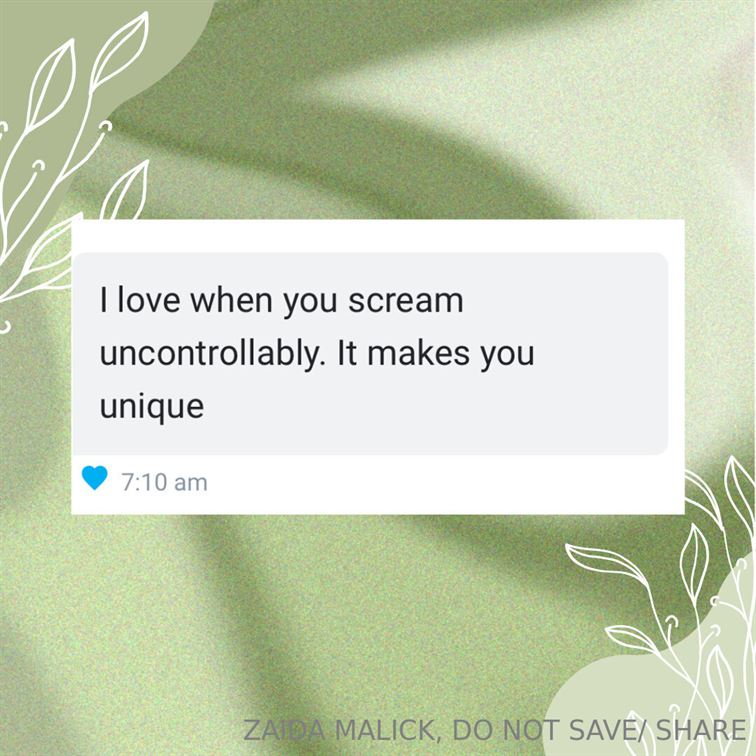 I love when you scream
uncontrollably. It makes you
unique
7:10 am
ZAIDA MALICK, DO NOT SAVE/ SHARE